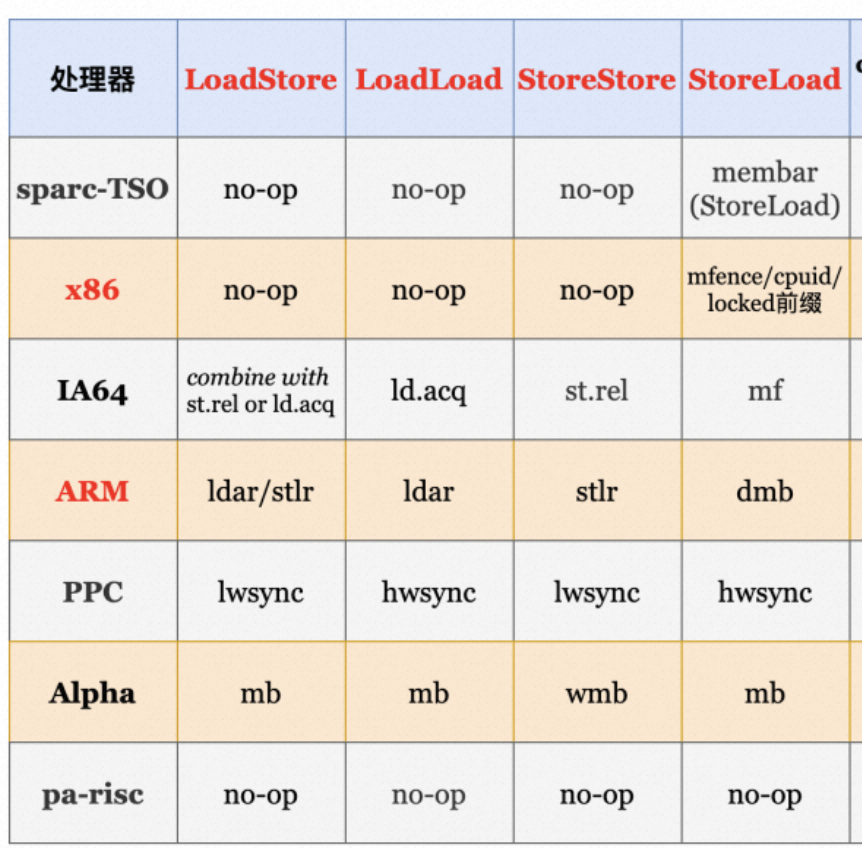 处理器 LoadStore LoadLoad StoreStore StoreLoad
sparc-TSO no-op no-op no-op membar
(StoreLoad)
x86 no-op no-op no-op mfence/cpuid/
locked前缀
IA64 combine with
st.rel or ld.acq ld.acq st.rel mf
ARM ldar/stlr ldar stlr dmb
PPC lwsync hwsync lwsync hwsync
Alpha mb mb wmb mb
pa-risc no-op no-op no-op no-op